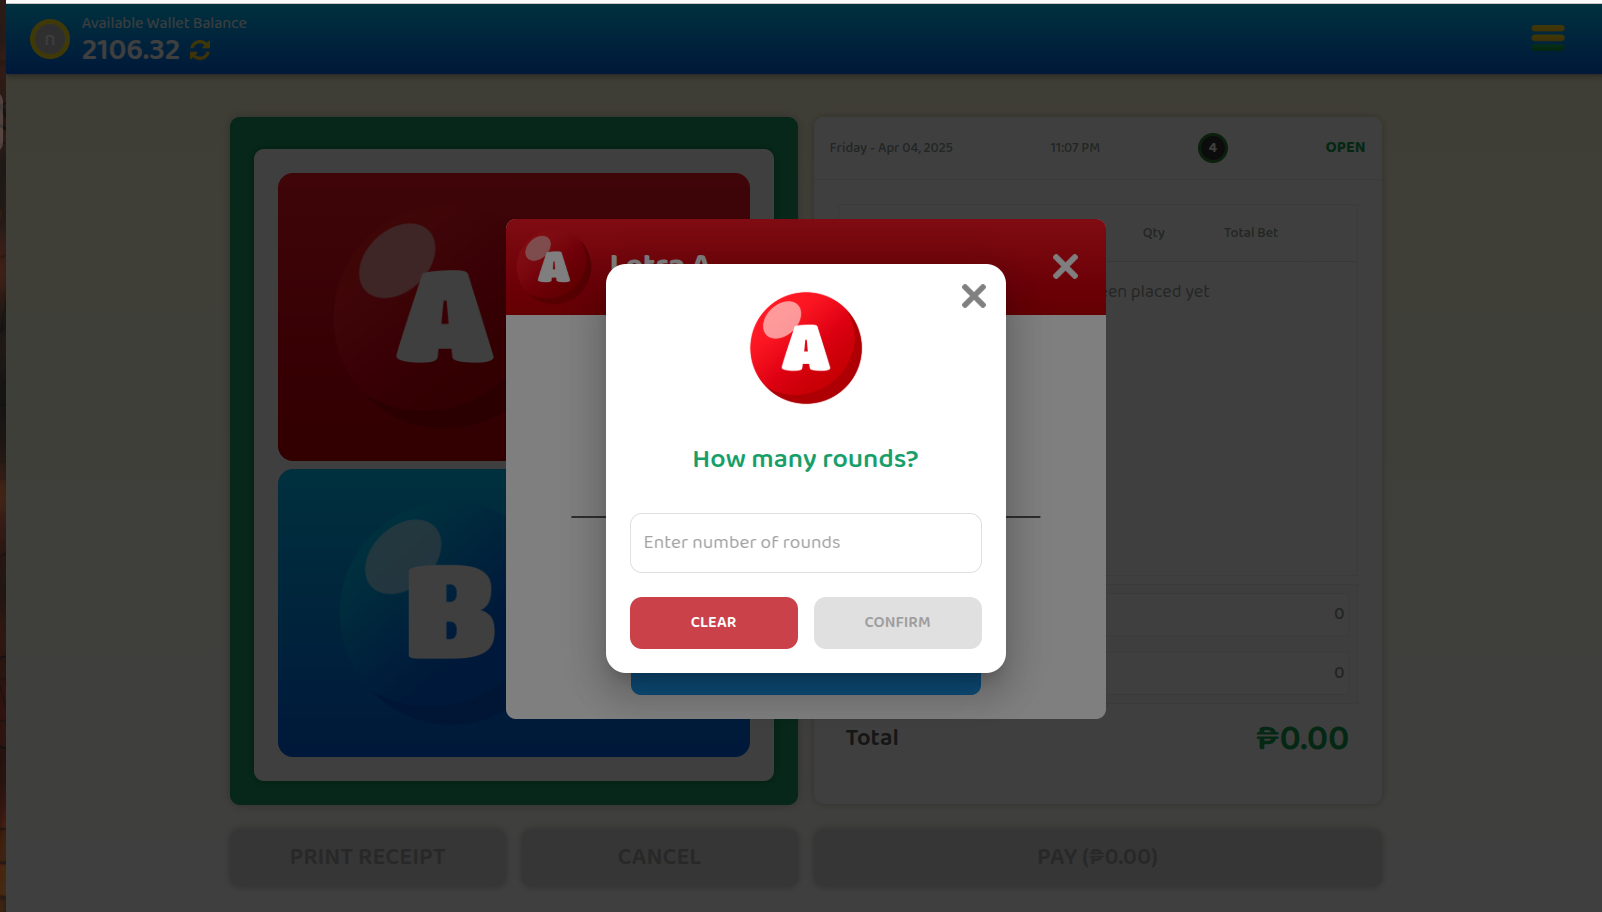 n
Available Wallet Balance
2106.32
Friday - Apr 04, 2025 11:07 PM 4 OPEN
Qty Total Bet
placed yet
A
A
A
How many rounds?
Enter number of rounds
CLEAR CONFIRM
B
0
0
Total ₱0.00
PRINT RECEIPT CANCEL PAY (₱0.00)